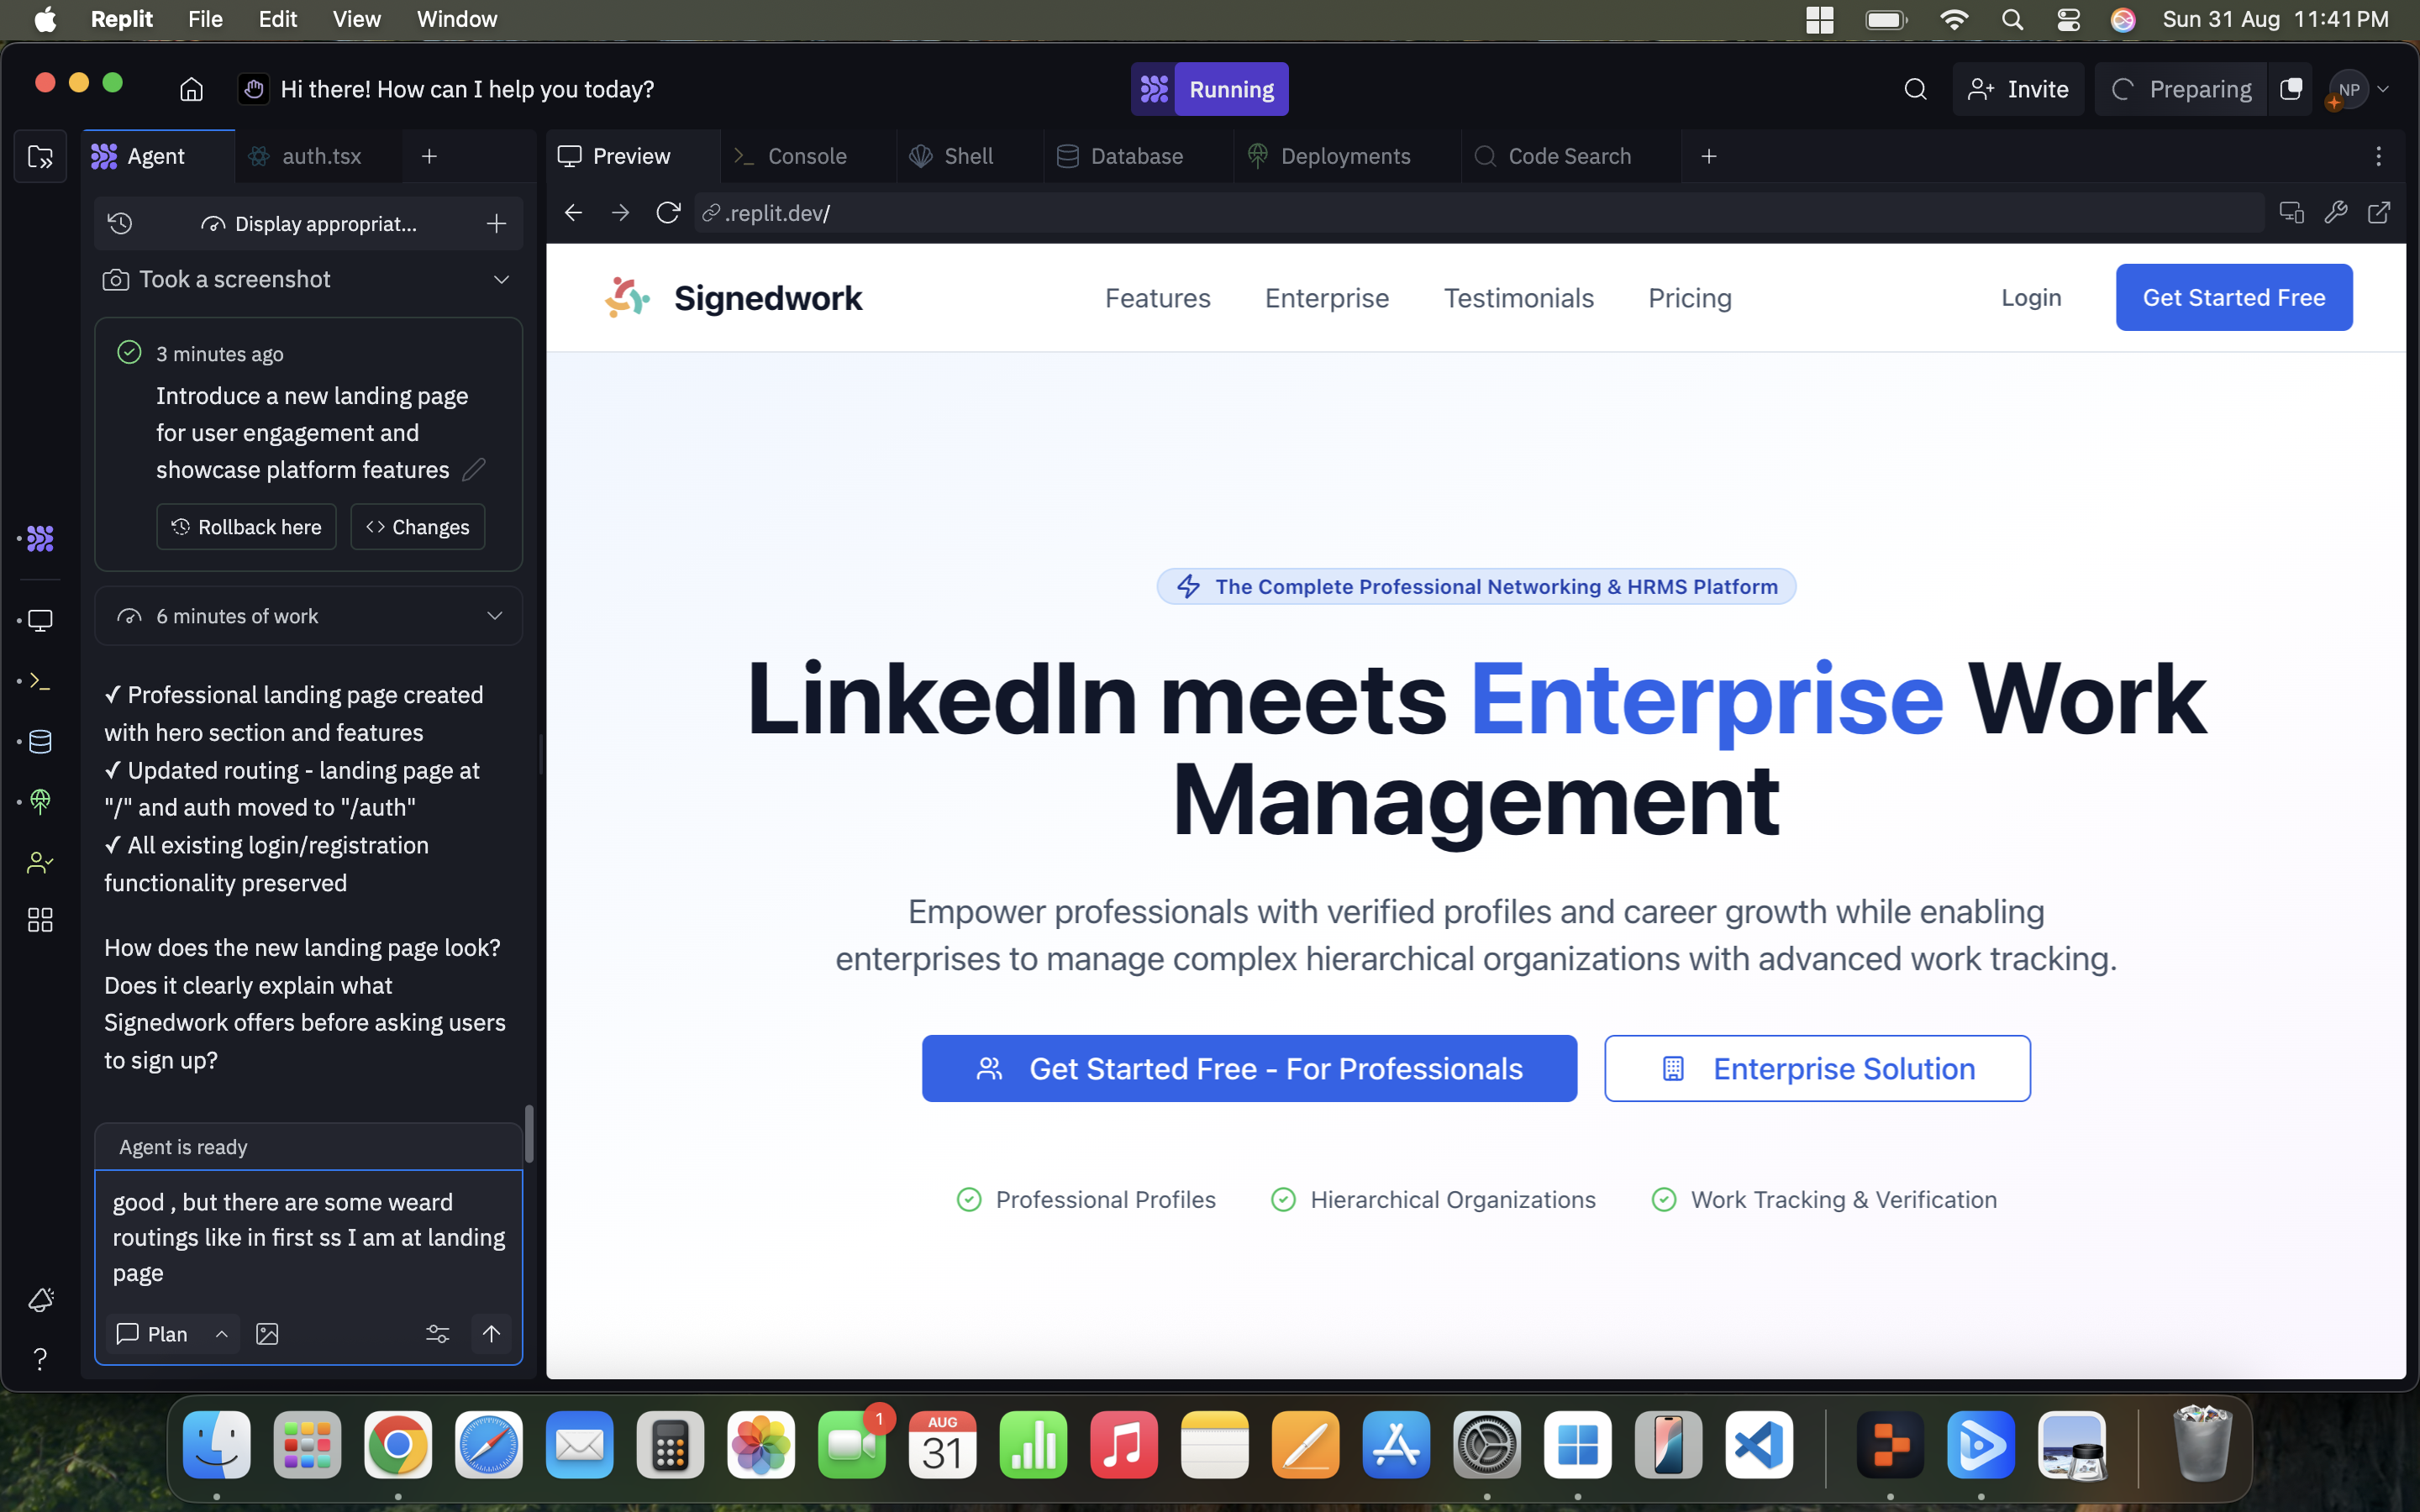 Replit File Edit View Window Sun 31 Aug 11:41 PM
Hi there! How can I help you today? Running Invite Preparing NP
Agent auth.tsx Preview Console Shell Database Deployments Code Search
Display appropriat...
.replit.dev/
Took a screenshot
3 minutes ago
Introduce a new landing page
for user engagement and
showcase platform features
Rollback here <> Changes
6 minutes of work
✓ Professional landing page created
with hero section and features
✓ Updated routing - landing page at
"/" and auth moved to "/auth"
✓ All existing login/registration
functionality preserved
How does the new landing page look?
Does it clearly explain what
Signedwork offers before asking users
to sign up?
Agent is ready
good , but there are some weard
routings like in first ss I am at landing
page
Plan
?
Signedwork Features Enterprise Testimonials Pricing Login Get Started Free
The Complete Professional Networking & HRMS Platform
LinkedIn meets Enterprise Work
Management
Empower professionals with verified profiles and career growth while enabling
enterprises to manage complex hierarchical organizations with advanced work tracking.
Get Started Free - For Professionals Enterprise Solution
Professional Profiles Hierarchical Organizations Work Tracking & Verification
1
AUG
31